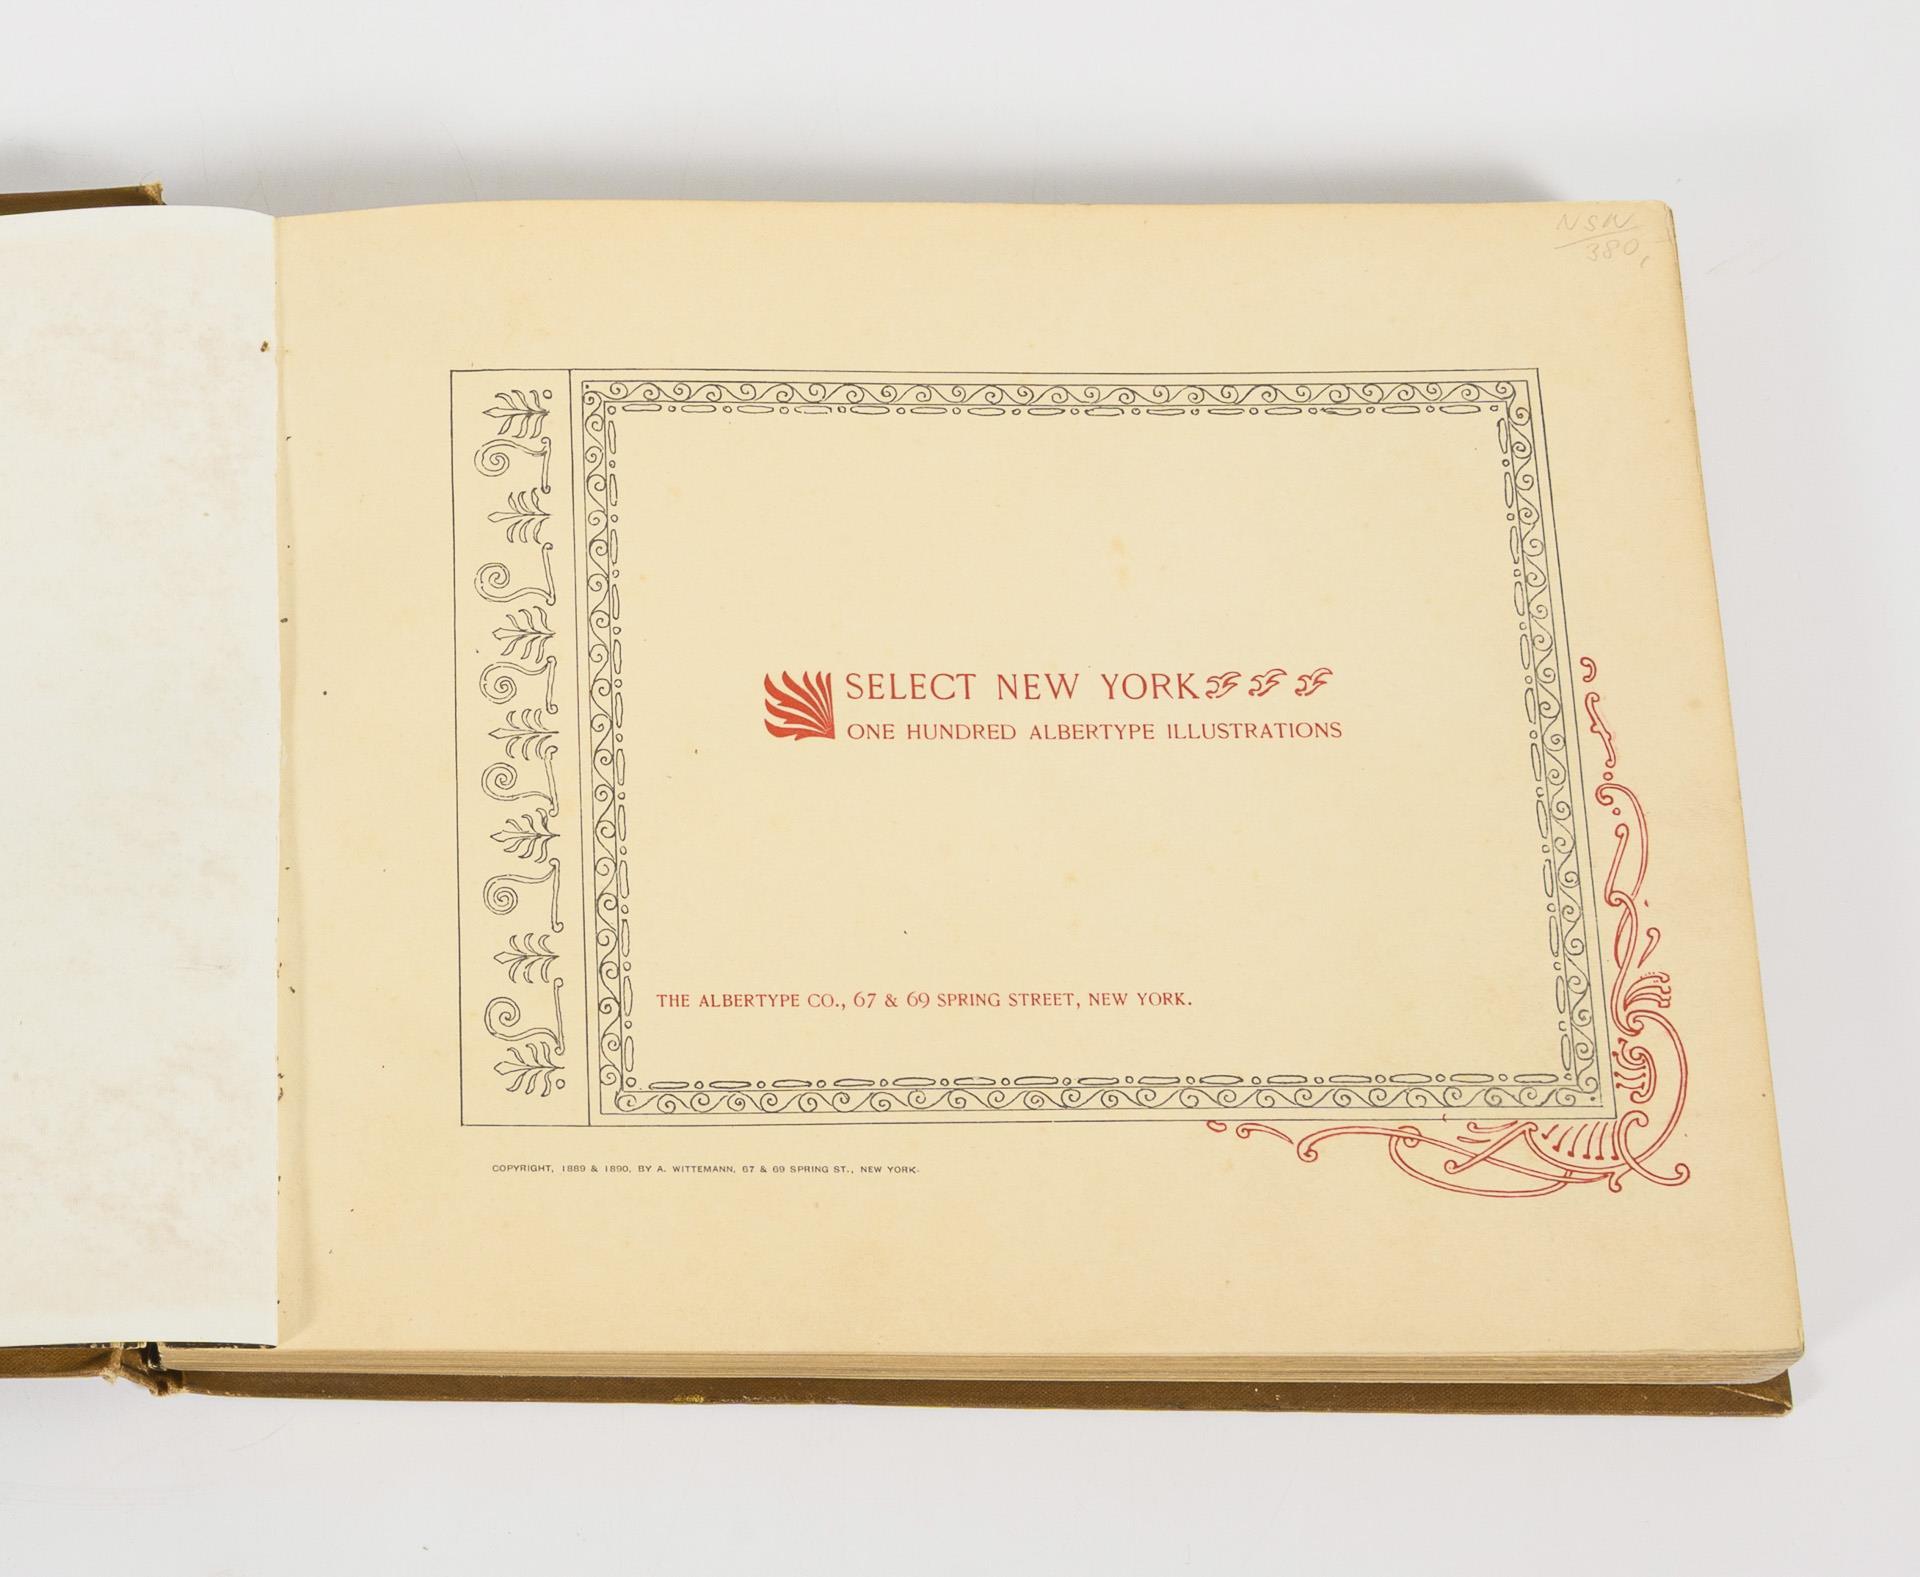 NSN
380,
SELECT NEW YORK
ONE HUNDRED ALBERTYPE ILLUSTRATIONS
THE ALBERTYPE CO., 67 & 69 SPRING STREET, NEW YORK.
COPYRIGHT, 1889 & 1890, BY A. WITTEMANN, 67 & 69 SPRING ST., NEW YORK.